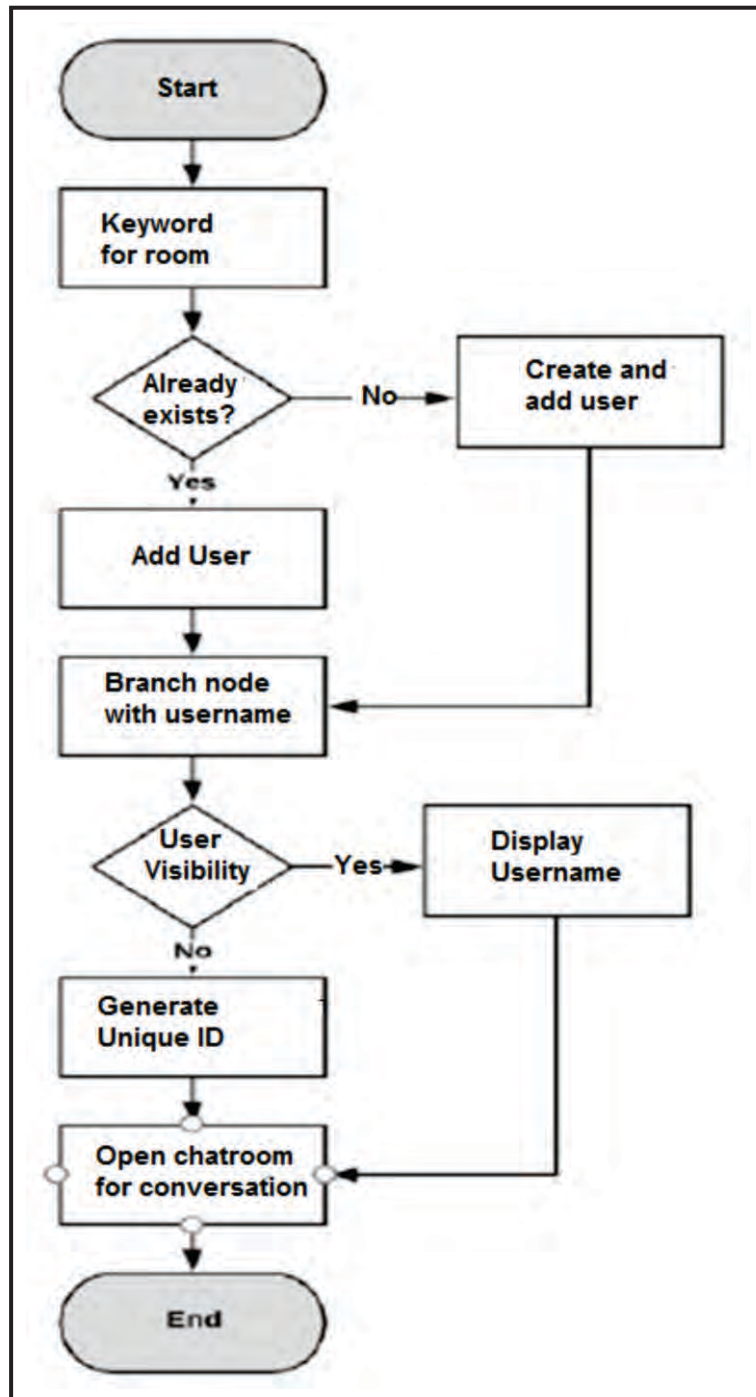 Start
Keyword
for room
Already
exists?
No
Create and
add user
Yes
Add User
Branch node
with username
User
Visibility
Yes
Display
Username
No
Generate
Unique ID
Open chatroom
for conversation
End